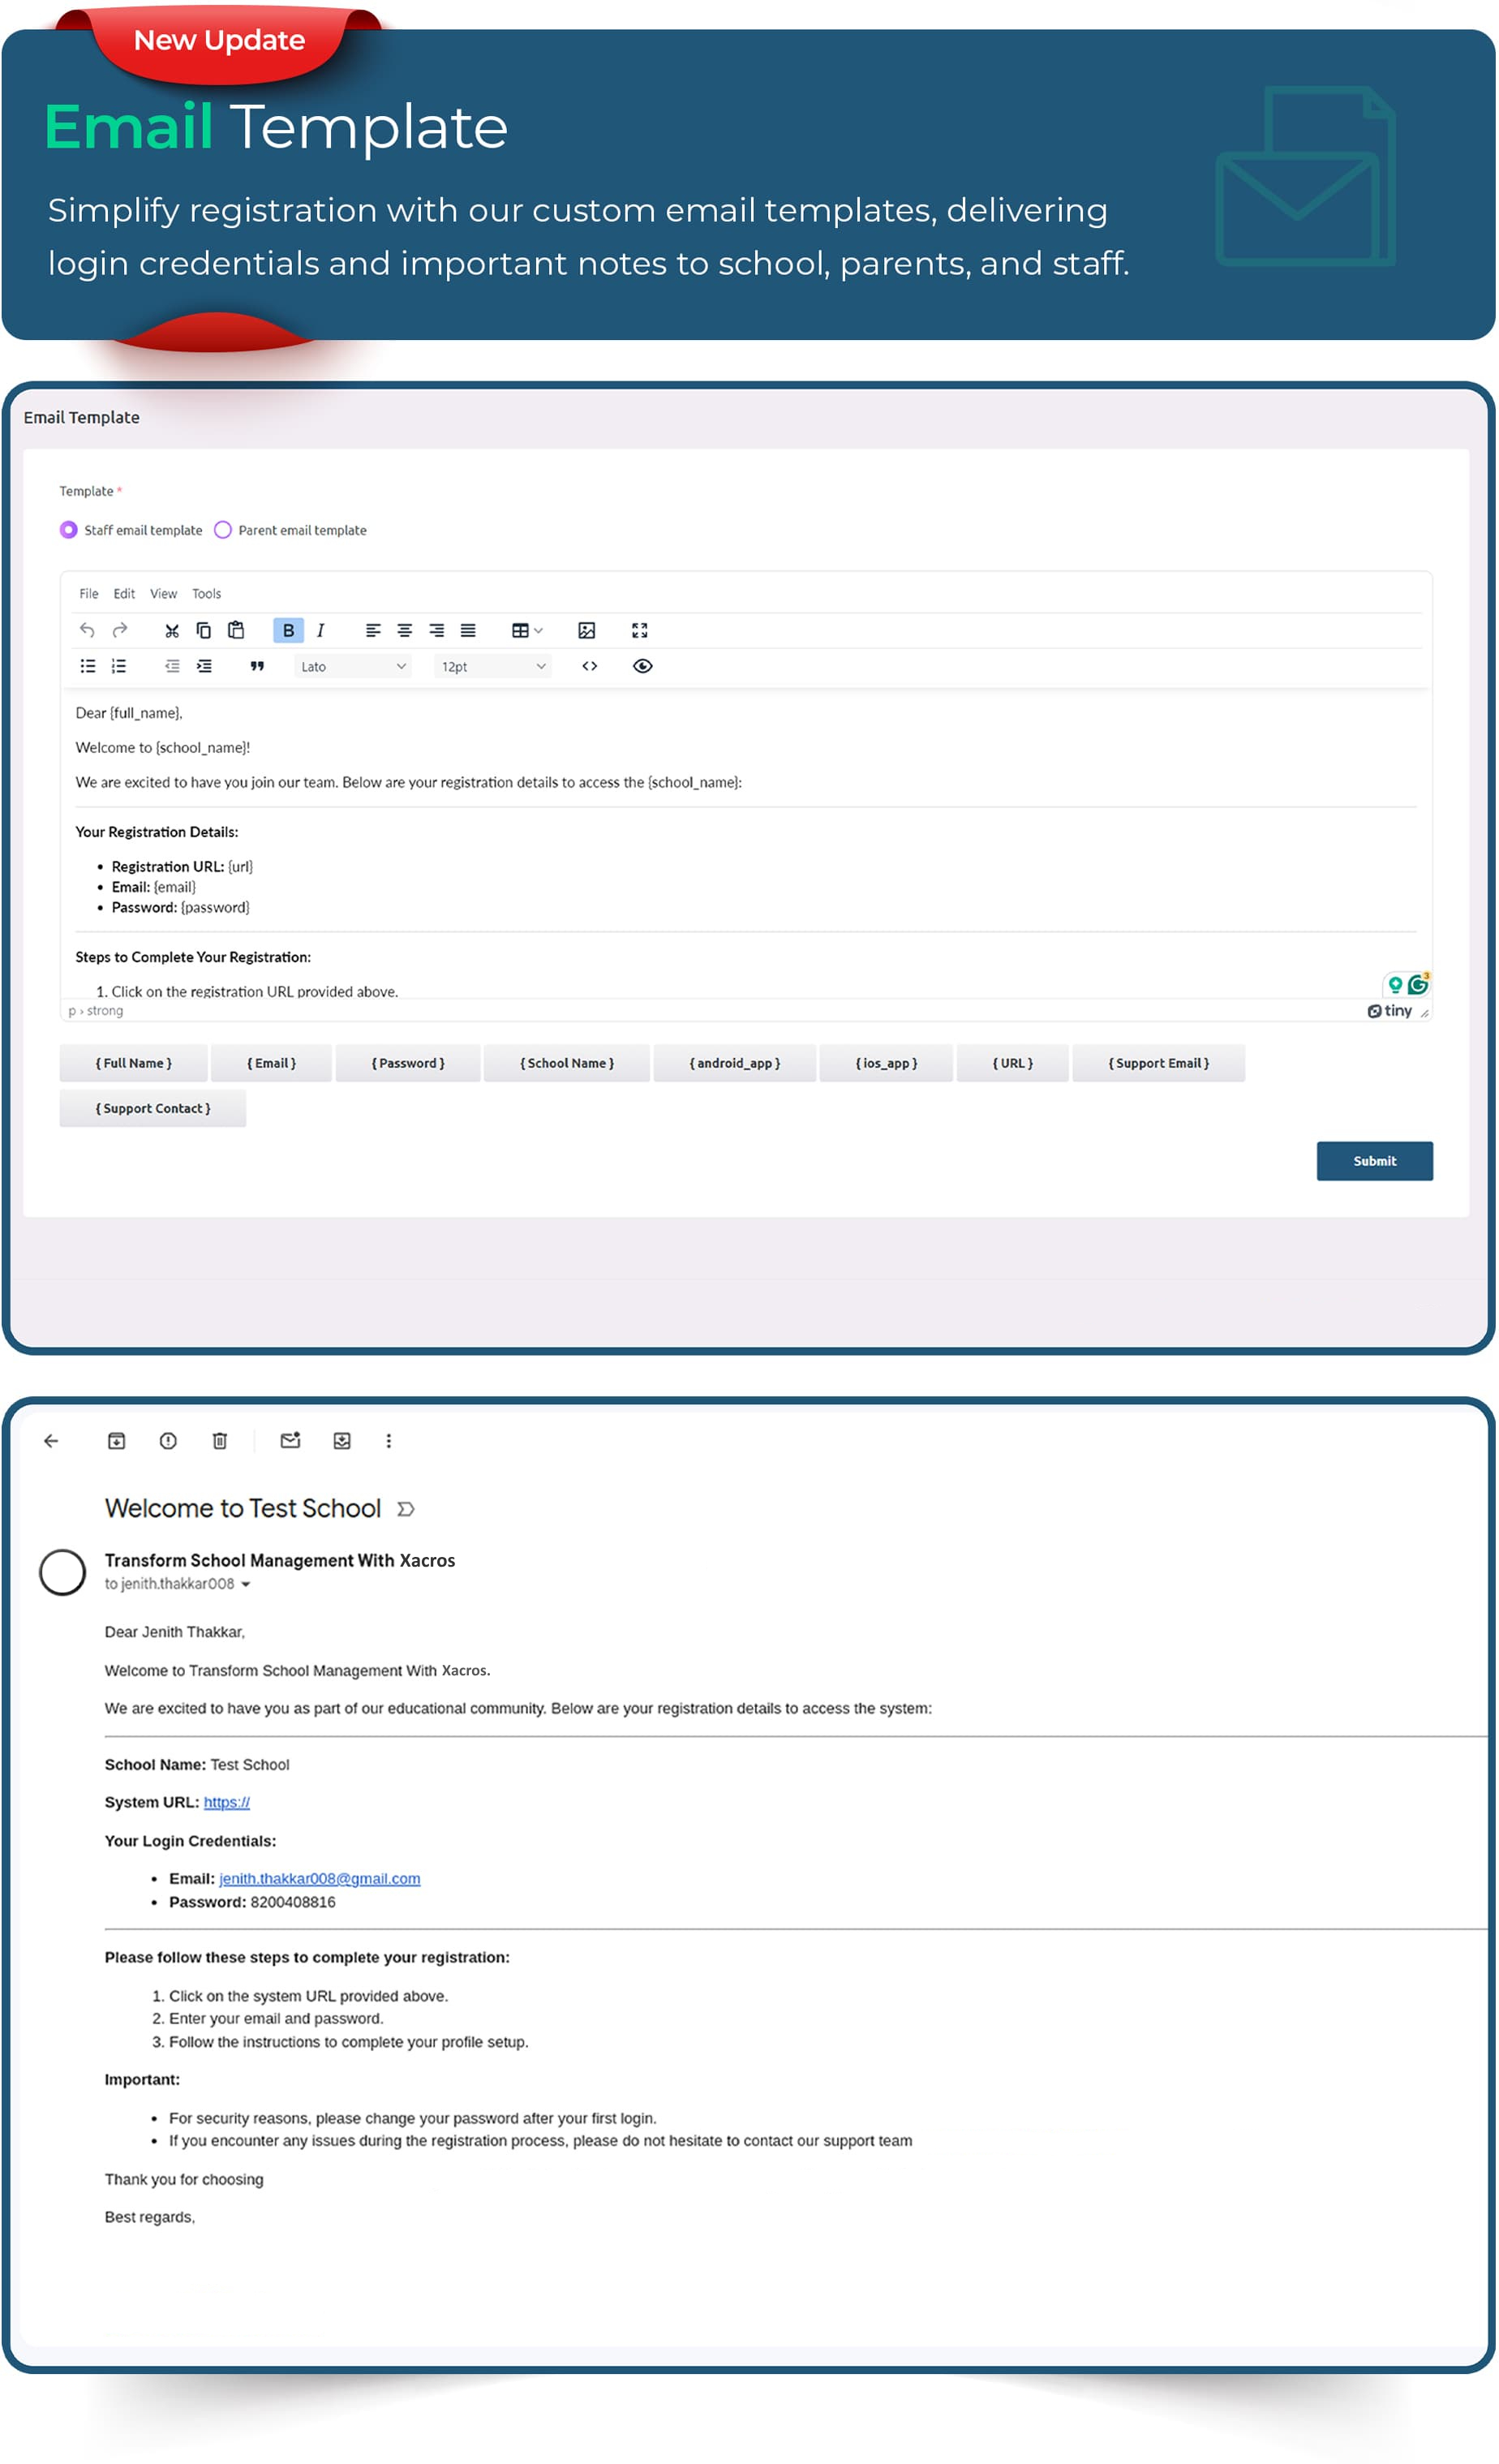 New Update
Email Template
Simplify registration with our custom email templates, delivering
login credentials and important notes to school, parents, and staff.
Email Template
Template *
Staff email template Parent email template
File Edit View Tools
B I
Lato 12pt
Dear {full_name},
Welcome to {school_name}!
We are excited to have you join our team. Below are your registration details to access the {school_name}:
Your Registration Details:
• Registration URL: {url}
• Email: {email}
• Password: {password}
Steps to Complete Your Registration:
1. Click on the registration URL provided above.
3
p › strong
tiny
{ Full Name } { Email } { Password } { School Name } { android_app } { ios_app } { URL } { Support Email }
{ Support Contact }
Submit
Welcome to Test School
Transform School Management With Xacros
to jenith.thakkar008
Dear Jenith Thakkar,
Welcome to Transform School Management With Xacros.
We are excited to have you as part of our educational community. Below are your registration details to access the system:
School Name: Test School
System URL: https://
Your Login Credentials:
• Email: jenith.thakkar008@gmail.com
• Password: 8200408816
Please follow these steps to complete your registration:
1. Click on the system URL provided above.
2. Enter your email and password.
3. Follow the instructions to complete your profile setup.
Important:
• For security reasons, please change your password after your first login.
• If you encounter any issues during the registration process, please do not hesitate to contact our support team
Thank you for choosing
Best regards,